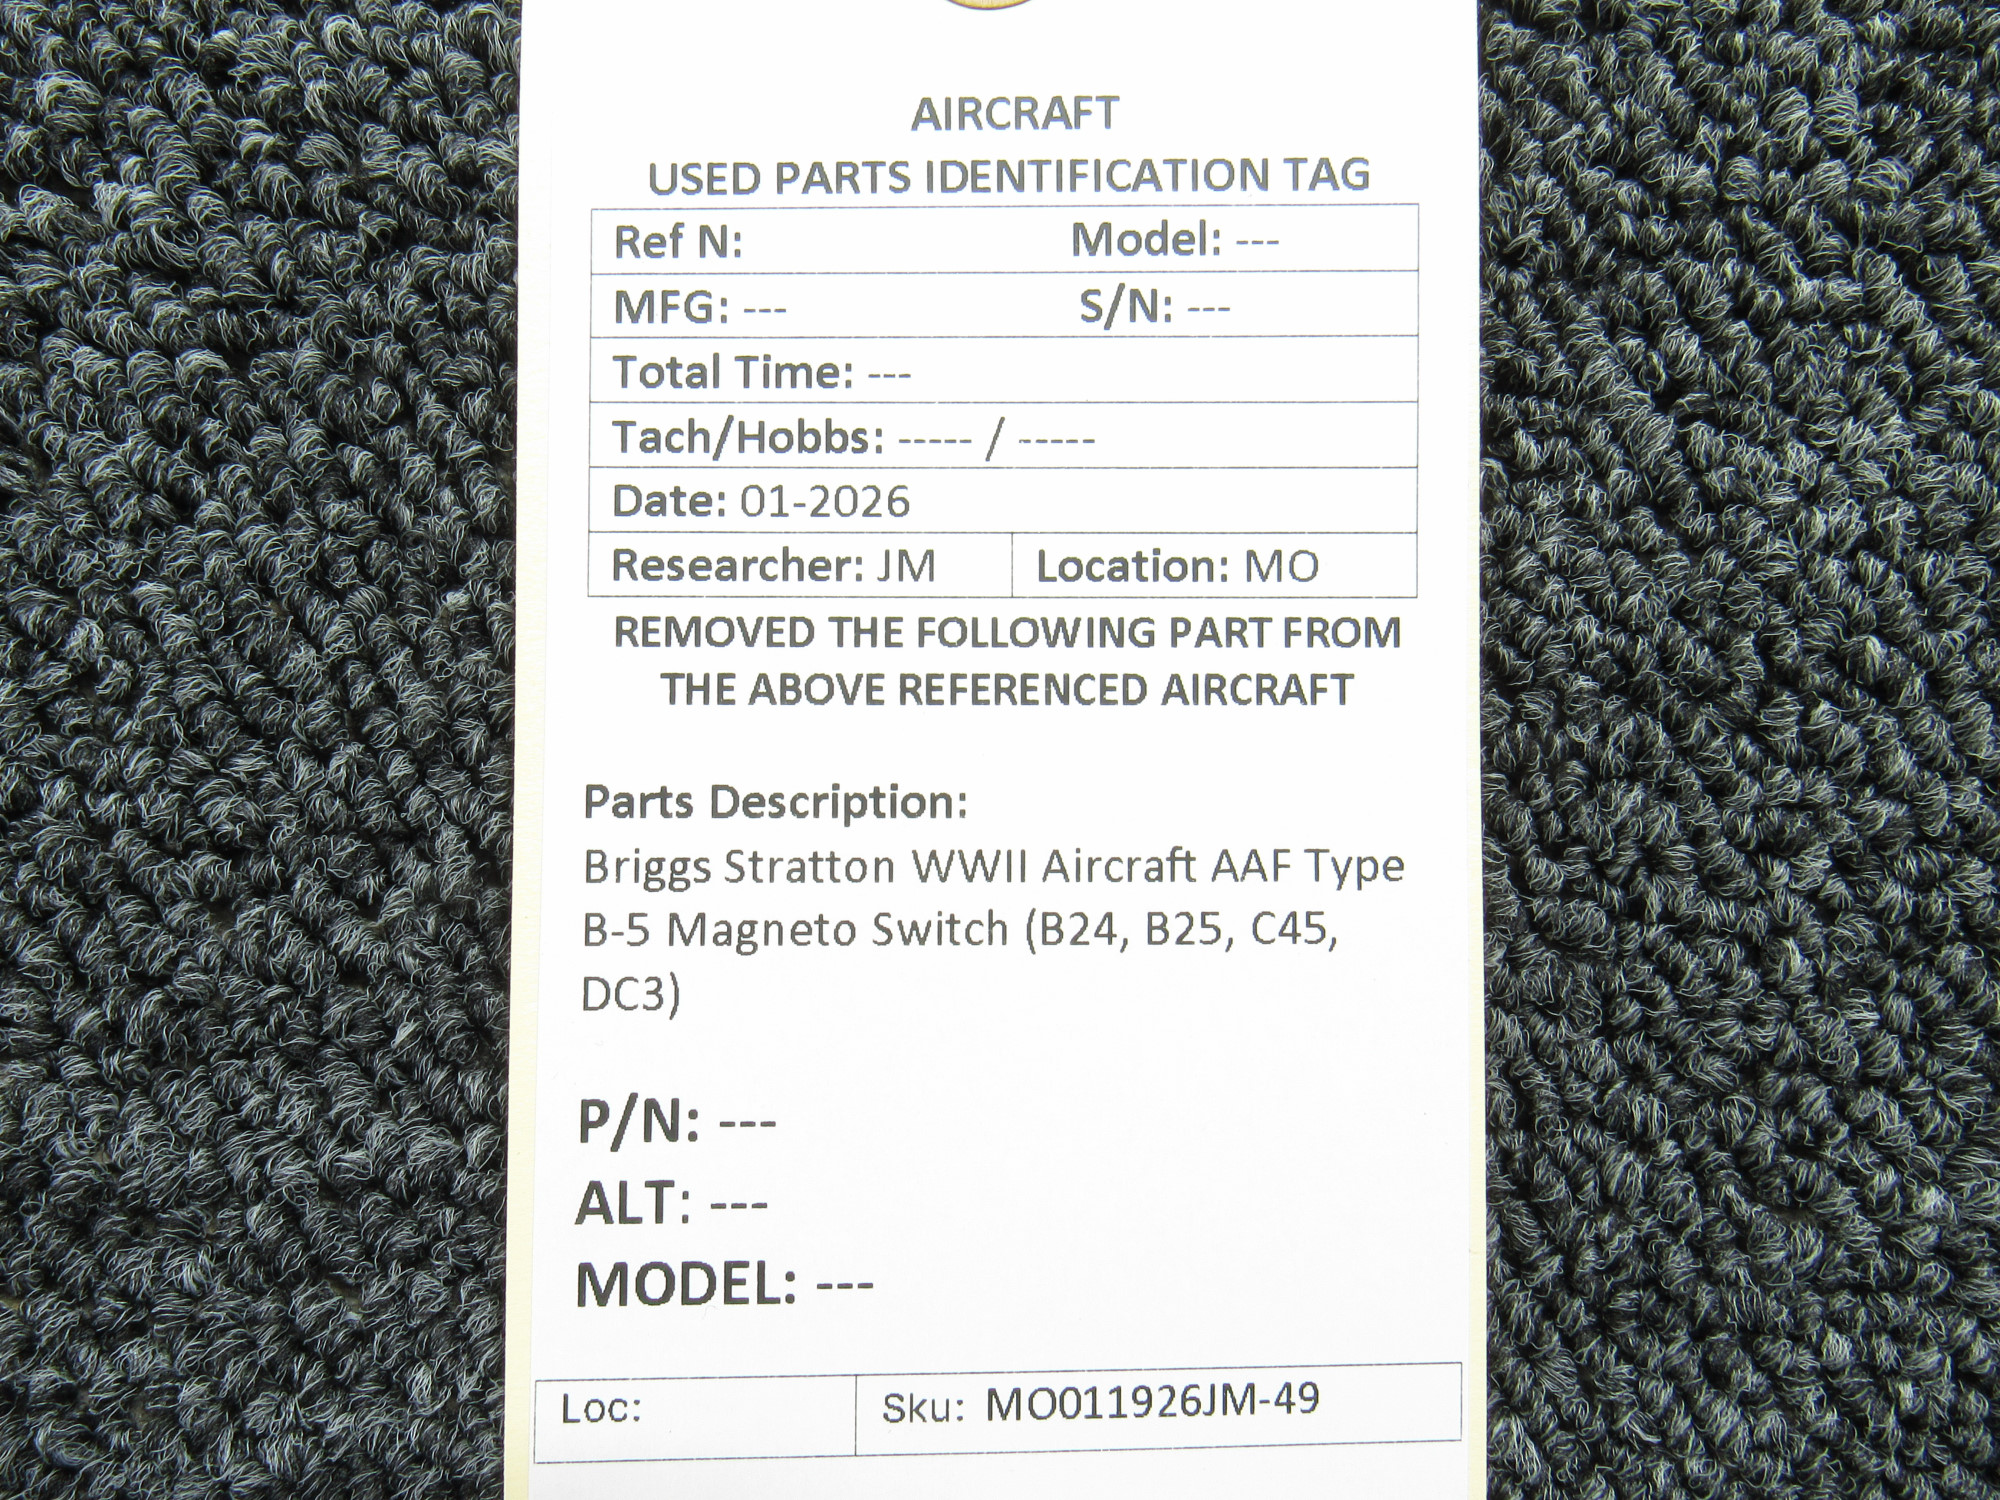 AIRCRAFT
USED PARTS IDENTIFICATION TAG
Ref N: Model: ---
MFG: --- S/N: ---
Total Time: ---
Tach/Hobbs: ----- / -----
Date: 01-2026
Researcher: JM Location: MO
REMOVED THE FOLLOWING PART FROM
THE ABOVE REFERENCED AIRCRAFT
Parts Description:
Briggs Stratton WWII Aircraft AAF Type
B-5 Magneto Switch (B24, B25, C45,
DC3)
P/N: ---
ALT: ---
MODEL: ---
Loc: Sku: MO011926JM-49